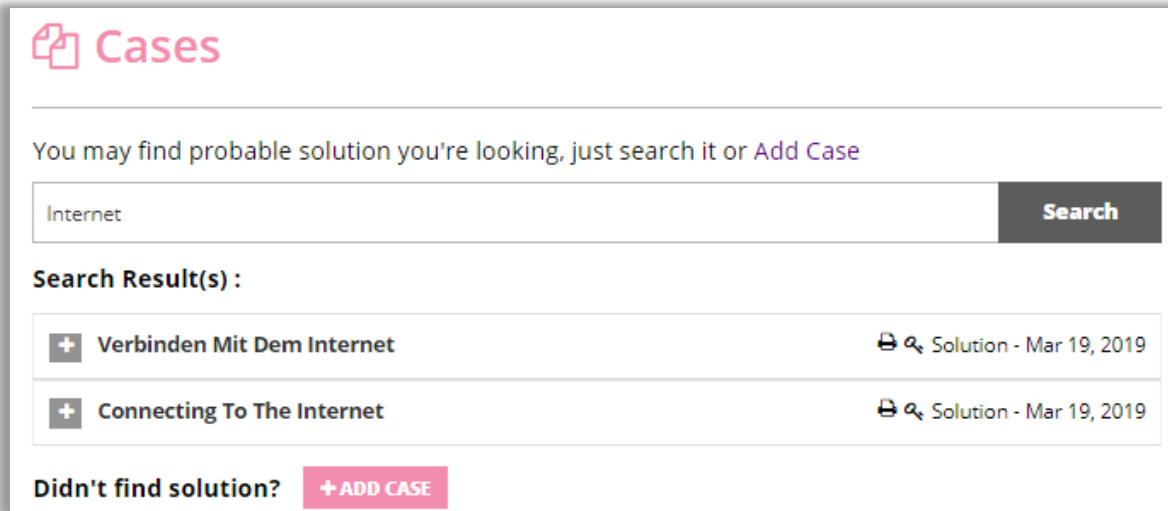 Cases
You may find probable solution you're looking, just search it or Add Case
Internet Search
Search Result(s) :
Verbinden Mit Dem Internet Solution - Mar 19, 2019
Connecting To The Internet Solution - Mar 19, 2019
Didn't find solution? +ADD CASE